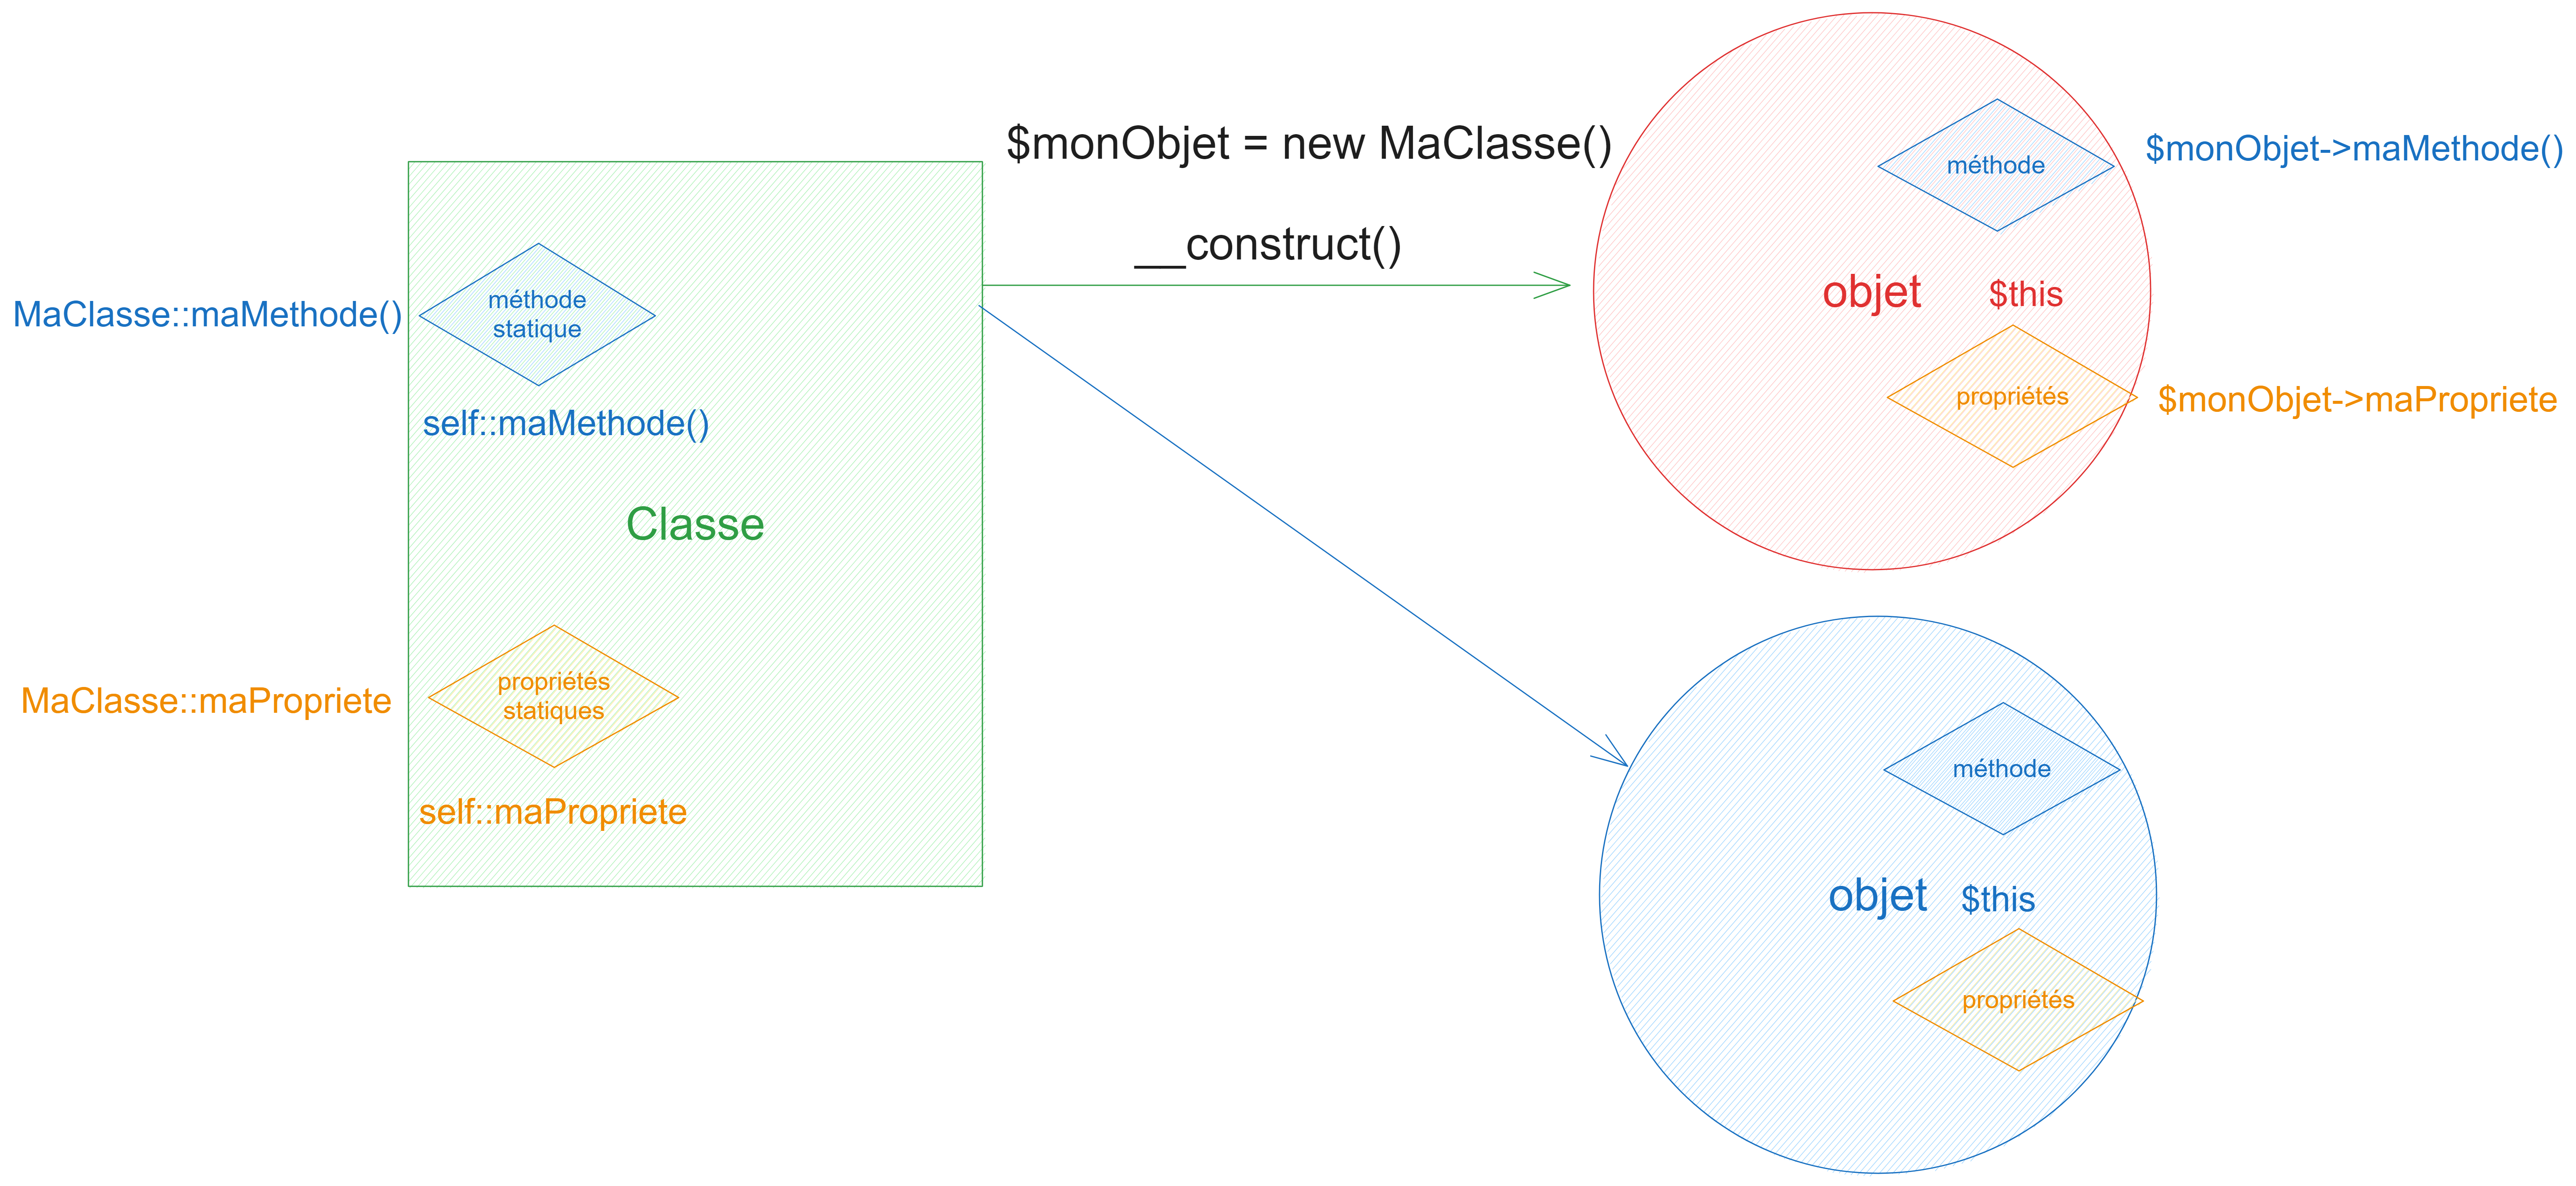 $monObjet = new MaClasse()
__construct()
MaClasse::maMethode()
méthode
statique
self::maMethode()
Classe
MaClasse::maPropriete
propriétés
statiques
self::maPropriete
méthode
$monObjet->maMethode()
objet
$this
propriétés
$monObjet->maPropriete
méthode
objet
$this
propriétés